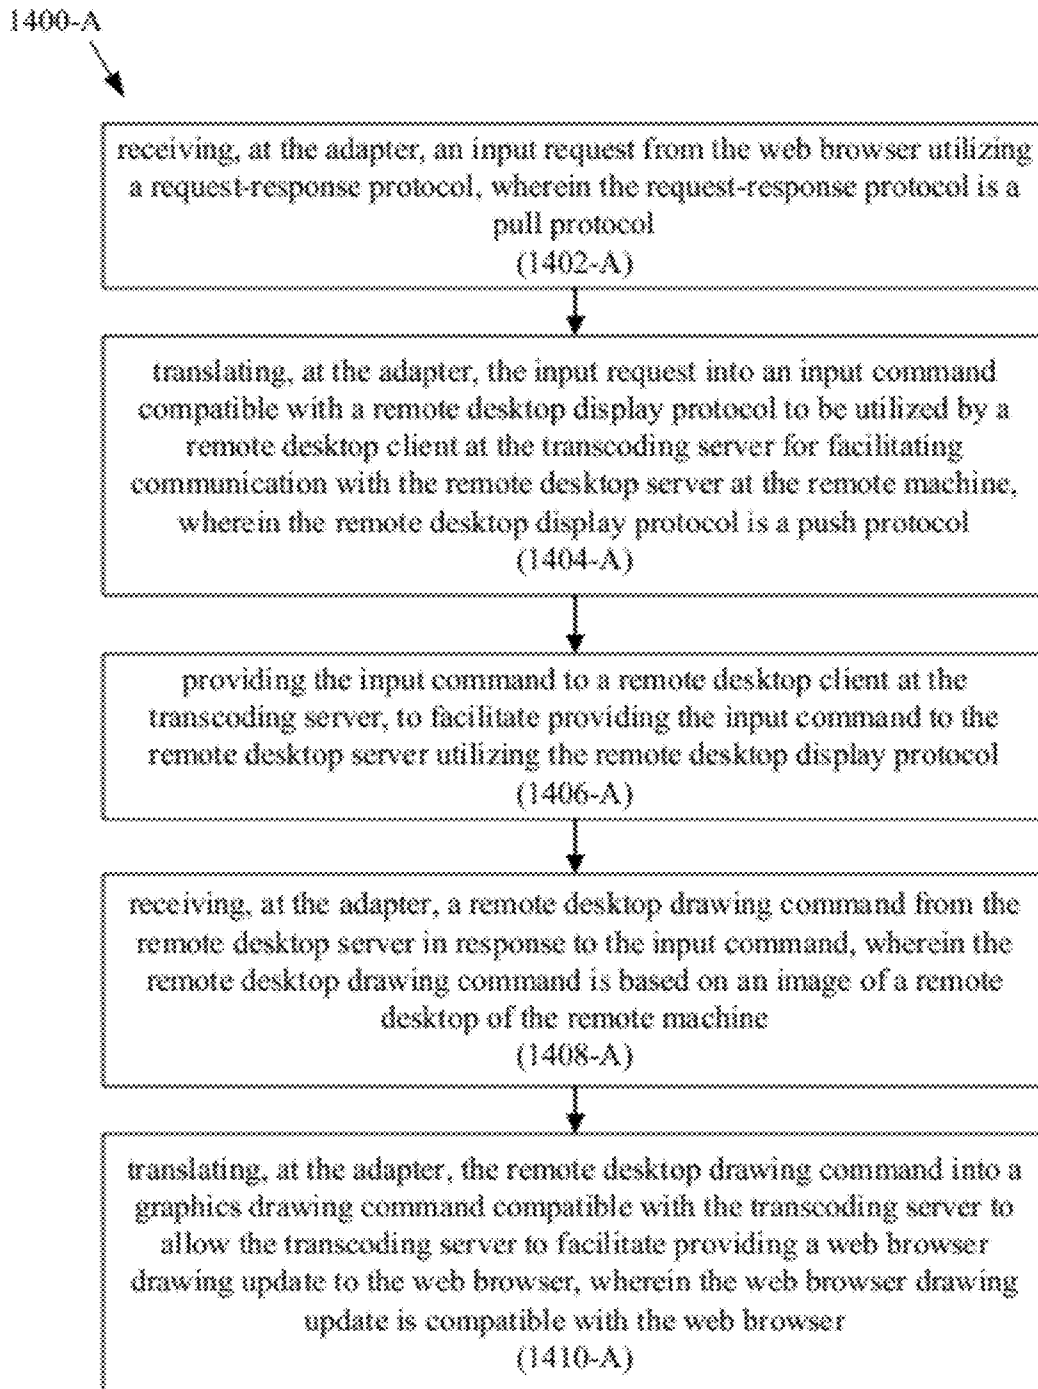 1400-A
receiving, at the adapter, an input request from the web browser utilizing
a request-response protocol, wherein the request-response protocol is a
pull protocol
(1402-A)
translating, at the adapter, the input request into an input command
compatible with a remote desktop display protocol to be utilized by a
remote desktop client at the transcoding server for facilitating
communication with the remote desktop server at the remote machine,
wherein the remote desktop display protocol is a push protocol
(1404-A)
providing the input command to a remote desktop client at the
transcoding server, to facilitate providing the input command to the
remote desktop server utilizing the remote desktop display protocol
(1406-A)
receiving, at the adapter, a remote desktop drawing command from the
remote desktop server in response to the input command, wherein the
remote desktop drawing command is based on an image of a remote
desktop of the remote machine
(1408-A)
translating, at the adapter, the remote desktop drawing command into a
graphics drawing command compatible with the transcoding server to
allow the transcoding server to facilitate providing a web browser
drawing update to the web browser, wherein the web browser drawing
update is compatible with the web browser
(1410-A)